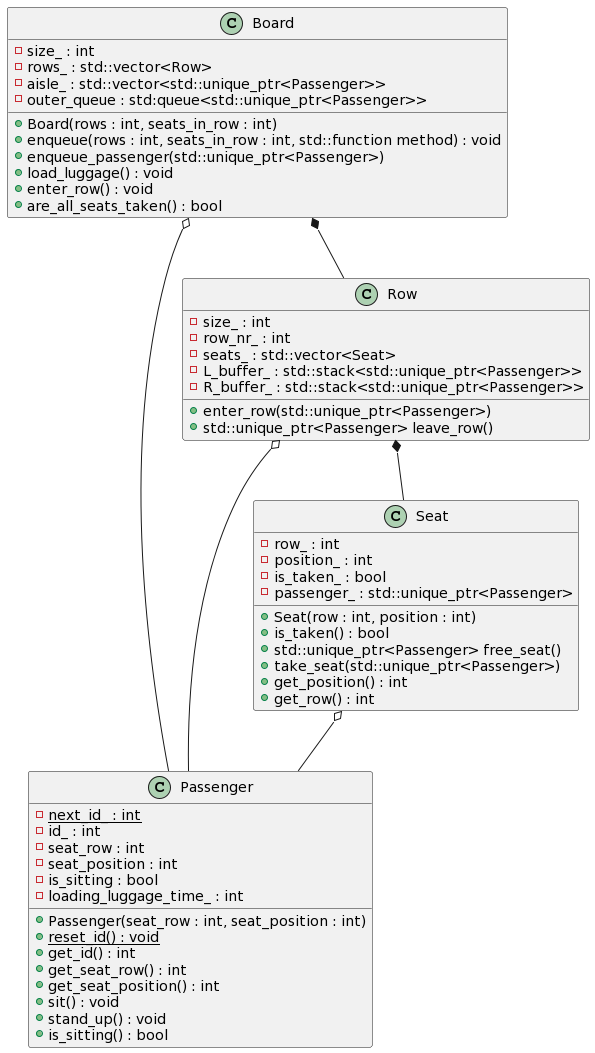 C Board
size_ : int
rows_ : std::vector<Row>
aisle_ : std::vector<std::unique_ptr<Passenger>>
outer_queue : std:queue<std::unique_ptr<Passenger>>
Board(rows : int, seats_in_row : int)
enqueue(rows : int, seats_in_row : int, std::function method) : void
enqueue_passenger(std::unique_ptr<Passenger>)
load_luggage() : void
enter_row() : void
are_all_seats_taken() : bool
C Row
size_ : int
row_nr_ : int
seats_ : std::vector<Seat>
L_buffer_ : std::stack<std::unique_ptr<Passenger>>
R_buffer_ : std::stack<std::unique_ptr<Passenger>>
enter_row(std::unique_ptr<Passenger>)
std::unique_ptr<Passenger> leave_row()
C Seat
row_ : int
position_ : int
is_taken_ : bool
passenger_ : std::unique_ptr<Passenger>
Seat(row : int, position : int)
is_taken() : bool
std::unique_ptr<Passenger> free_seat()
take_seat(std::unique_ptr<Passenger>)
get_position() : int
get_row() : int
C Passenger
next_id_ : int
id_ : int
seat_row : int
seat_position : int
is_sitting : bool
loading_luggage_time_ : int
Passenger(seat_row : int, seat_position : int)
reset_id() : void
get_id() : int
get_seat_row() : int
get_seat_position() : int
sit() : void
stand_up() : void
is_sitting() : bool